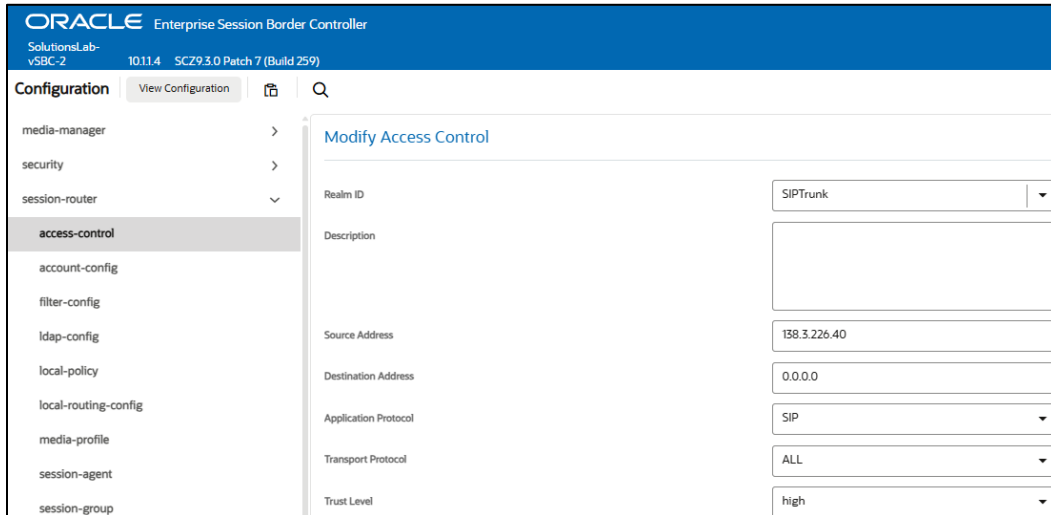 ORACLE Enterprise Session Border Controller
SolutionsLab-
vSBC-2 10.1.1.4 SCZ9.3.0 Patch 7 (Build 259)
Configuration View Configuration
media-manager
security
session-router
access-control
account-config
filter-config
ldap-config
local-policy
local-routing-config
media-profile
session-agent
session-group
Modify Access Control
Realm ID SIPTrunk
Description
Source Address 138.3.226.40
Destination Address 0.0.0.0
Application Protocol SIP
Transport Protocol ALL
Trust Level high